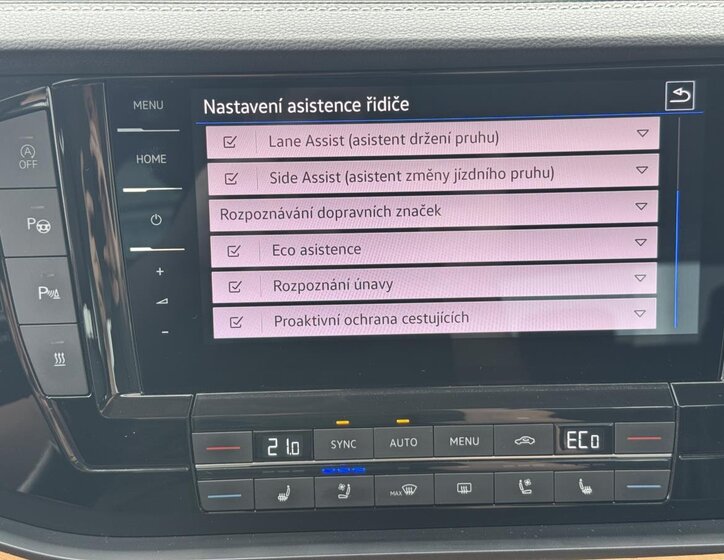 MENU
Nastavení asistence řidiče
Lane Assist (asistent držení pruhu)
HOME
Side Assist (asistent změny jízdního pruhu)
OFF
Rozpoznávání dopravních značek
P
Eco asistence
+
Rozpoznání únavy
P
Proaktivní ochrana cestujících
-
21.0
SYNC
AUTO
MENU
ECo
MAX